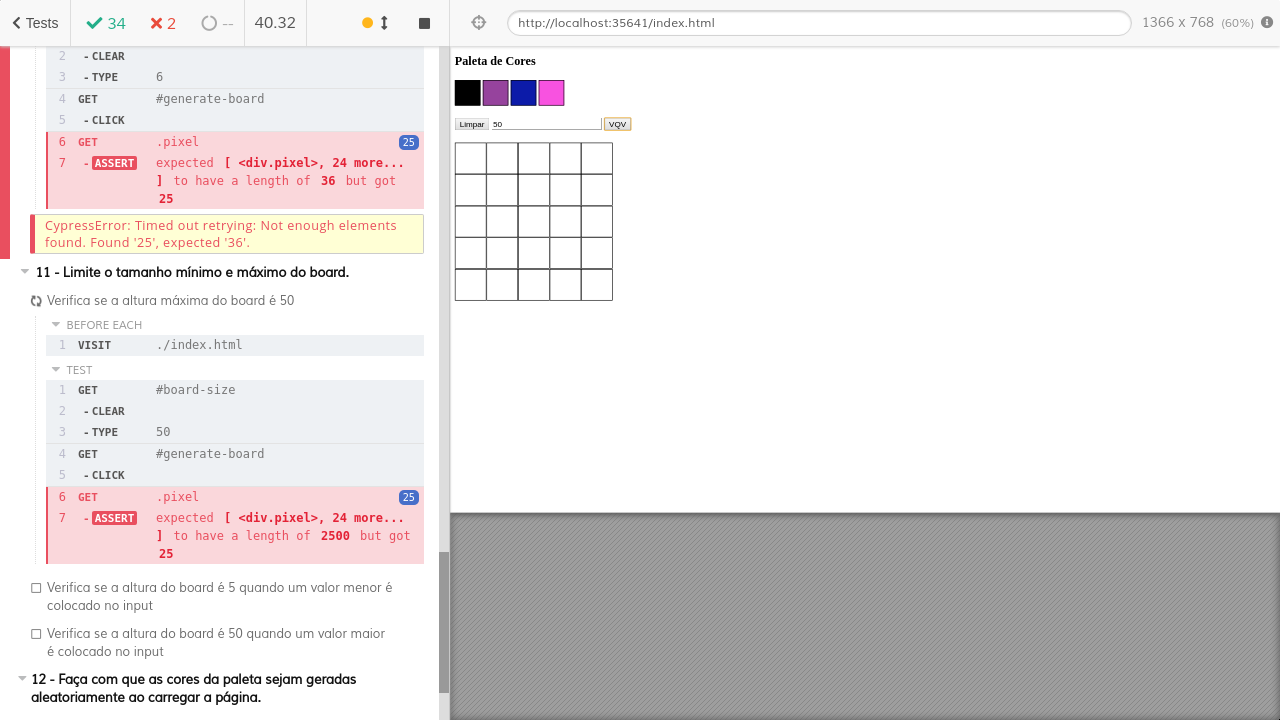 Tests 34 2 -- 40.32
http://localhost:35641/index.html 1366 x 768 (60%)
2 -CLEAR
3 -TYPE 6
4 GET #generate-board
5 -CLICK
6 GET .pixel 25
7 -ASSERT expected [ <div.pixel>, 24 more...
] to have a length of 36 but got
25
CypressError: Timed out retrying: Not enough elements
found. Found '25', expected '36'.
11 - Limite o tamanho mínimo e máximo do board.
Verifica se a altura máxima do board é 50
BEFORE EACH
1 VISIT ./index.html
TEST
1 GET #board-size
2 -CLEAR
3 -TYPE 50
4 GET #generate-board
5 -CLICK
6 GET .pixel 25
7 -ASSERT expected [ <div.pixel>, 24 more...
] to have a length of 2500 but got
25
Verifica se a altura do board é 5 quando um valor menor é
colocado no input
Verifica se a altura do board é 50 quando um valor maior
é colocado no input
12 - Faça com que as cores da paleta sejam geradas
aleatoriamente ao carregar a página.
Paleta de Cores
Limpar 50 VQV